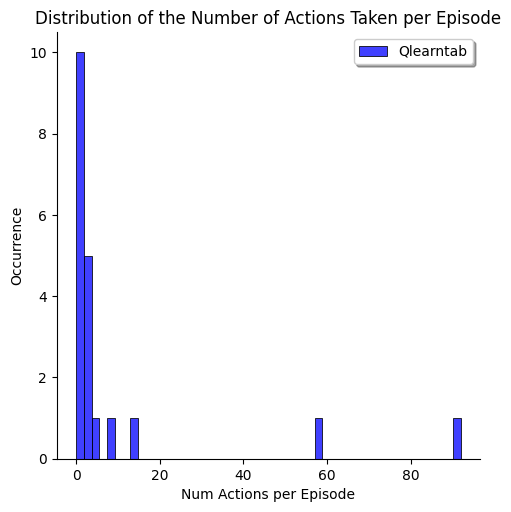 Distribution of the Number of Actions Taken per Episode
Qlearntab
10
8
6
4
2
0
Occurrence
0 20 40 60 80
Num Actions per Episode